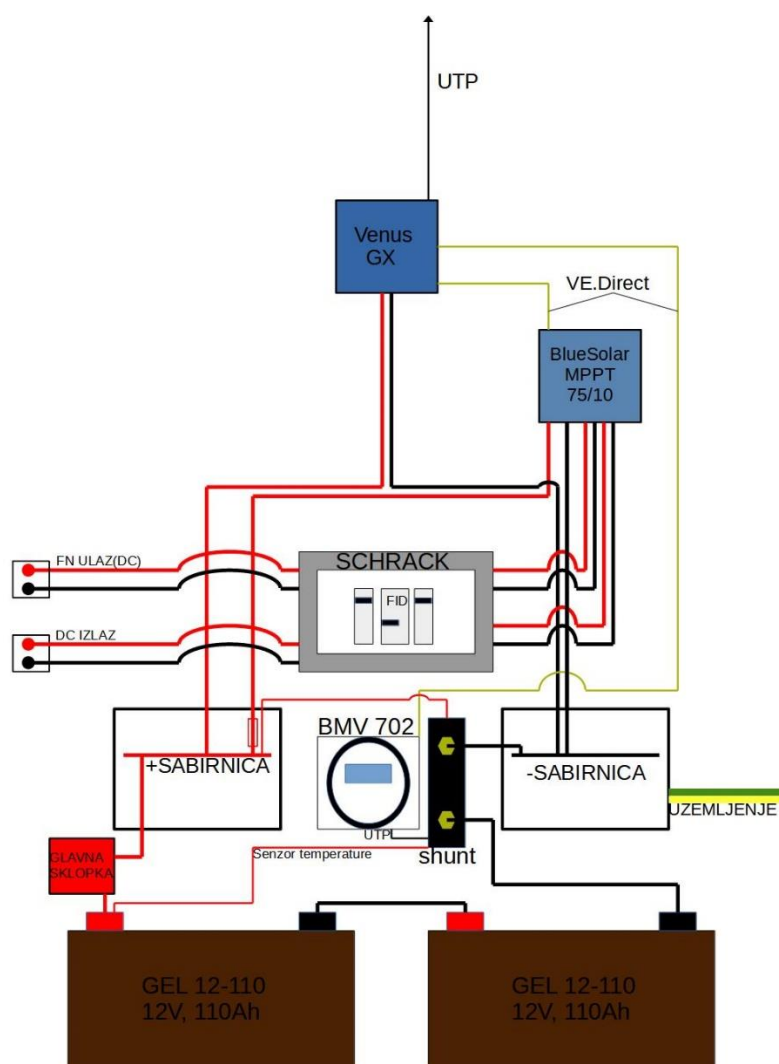 UTP
Venus
GX
VE.Direct
BlueSolar
MPPT
75/10
FN ULAZ(DC)
SCHRACK
FID
DC IZLAZ
BMV 702
+SABIRNICA
-SABIRNICA
UZEMLJENJE
UTP
GLAVNA
SKLOPKA
Senzor temperature
shunt
GEL 12-110
12V, 110Ah
GEL 12-110
12V, 110Ah